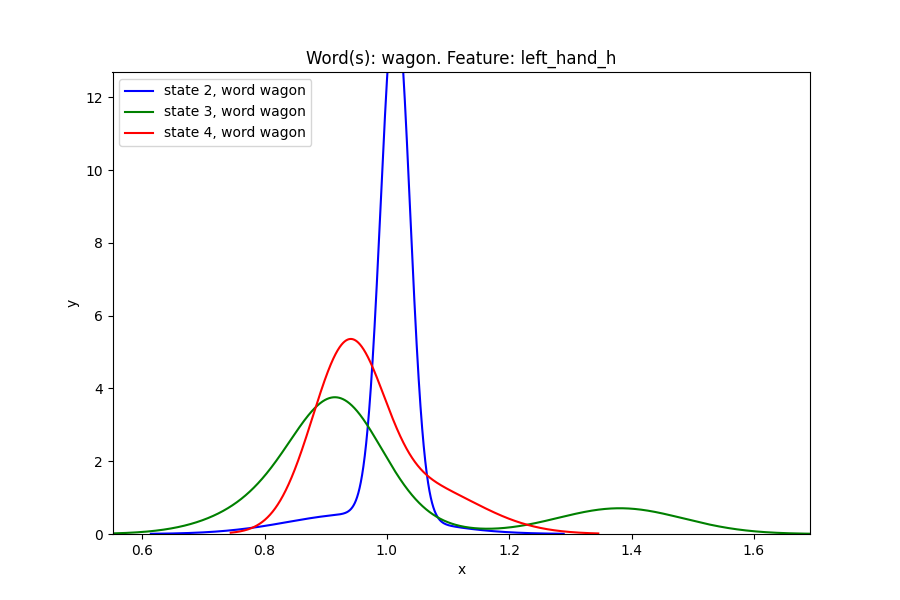 Word(s): wagon. Feature: left_hand_h
state 2, word wagon
state 3, word wagon
state 4, word wagon
12
10
8
6
4
2
0
y
0.6 0.8 1.0 1.2 1.4 1.6
x